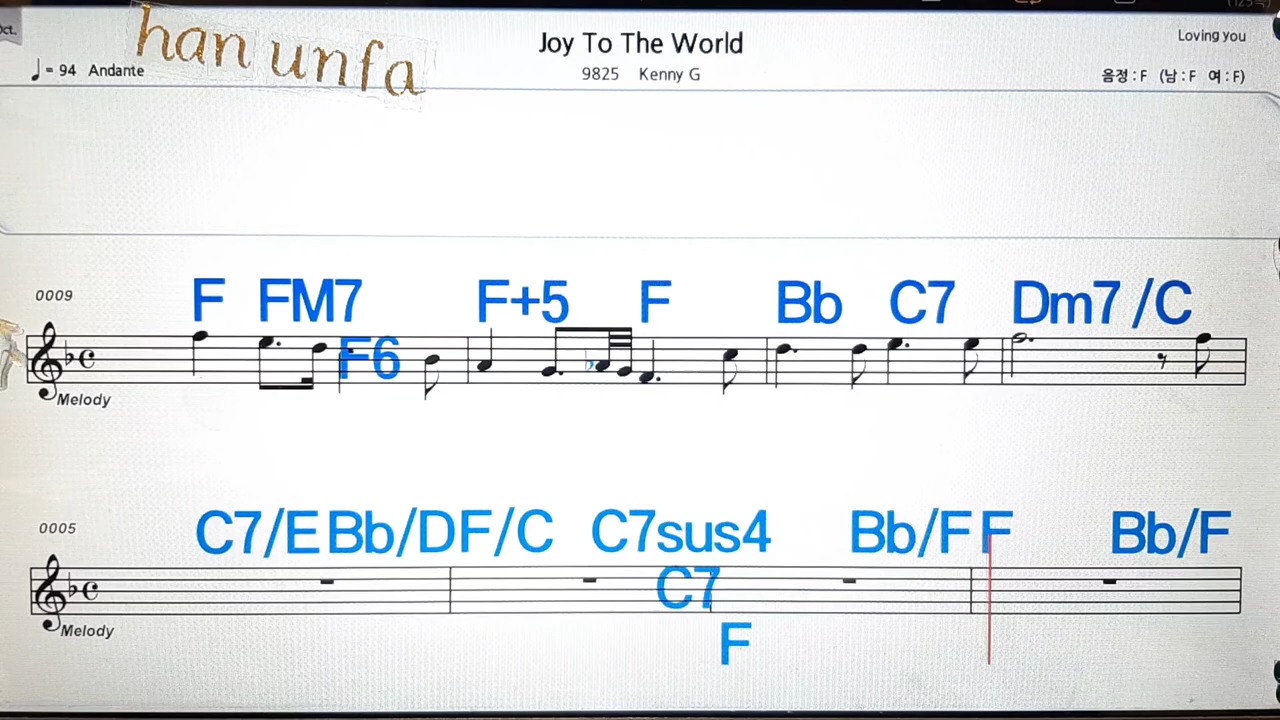 han unfa
Joy To The World
Loving you
♩= 94 Andante
9825 Kenny G
음정 : F (남 : F 여 : F)
0009
F FM7 F+5 F Bb C7 Dm7 /C
F6
Melody
0005
C7/E Bb/D F/C C7sus4 Bb/F F Bb/F
C7
Melody
F